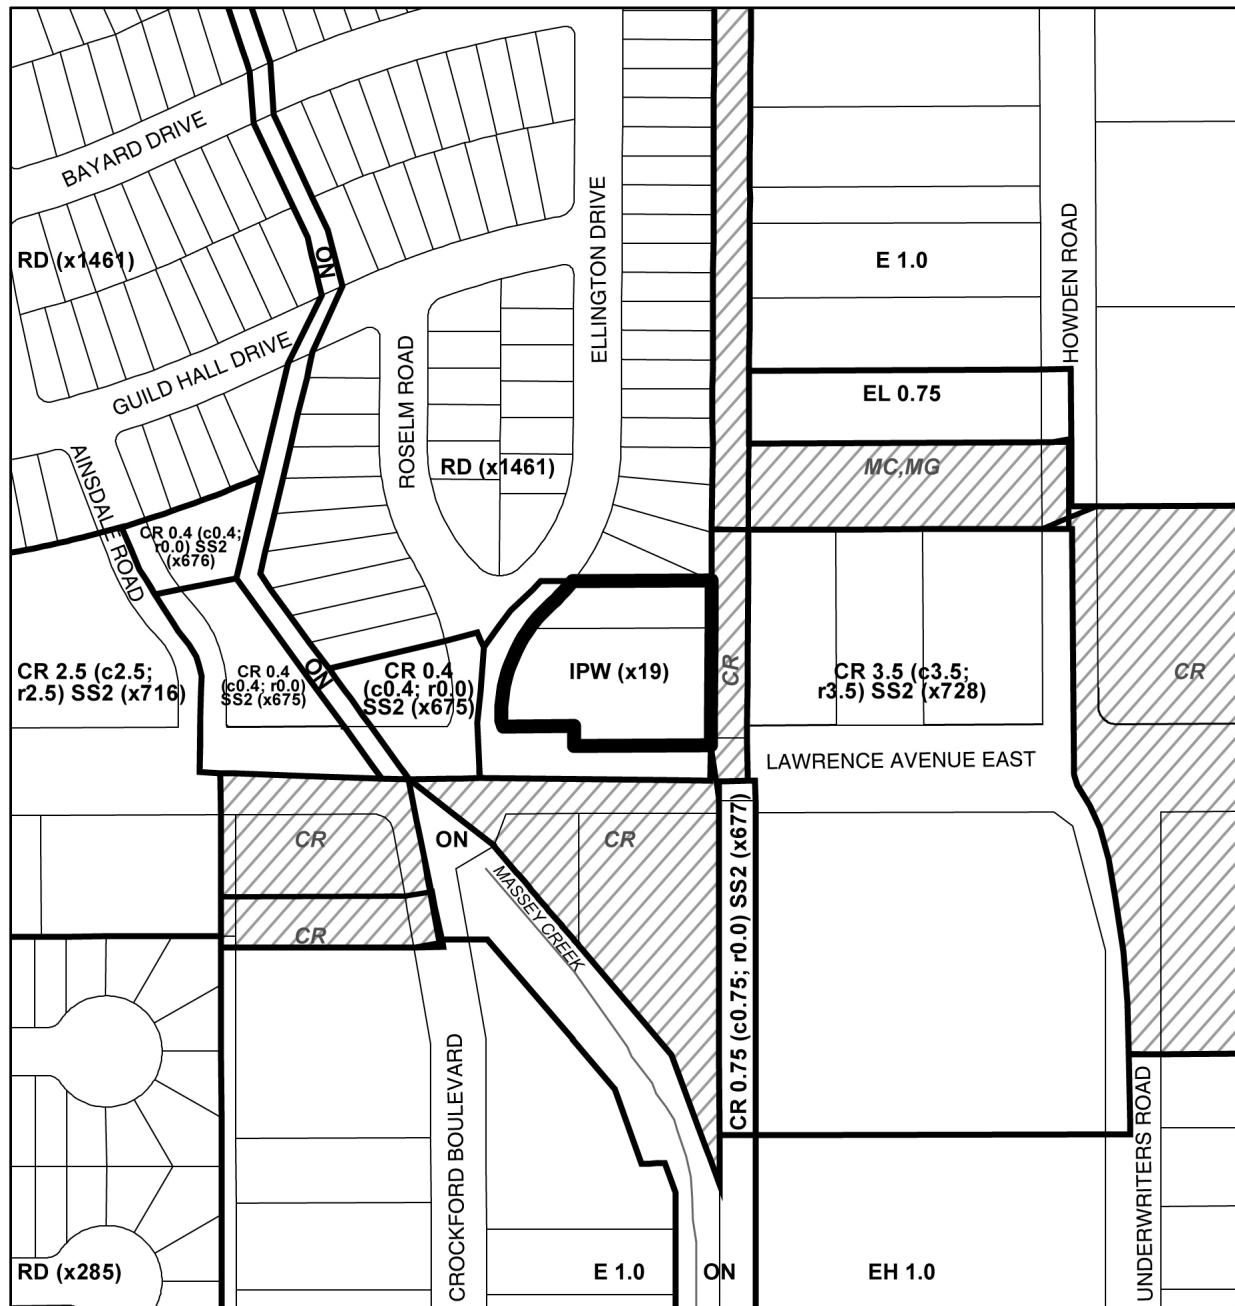 BAYARD DRIVE
RD (x1461)
ON
GUILD HALL DRIVE
ELLINGTON DRIVE
E 1.0
HOWDEN ROAD
ROSELM ROAD
EL 0.75
RD (x1461)
MC,MG
AINSDALE ROAD
CR 0.4 (c0.4;
r0.0) SS2
(x676)
CR 2.5 (c2.5;
r2.5) SS2 (x716)
CR 0.4
(c0.4; r0.0)
SS2 (x675)
ON
CR 0.4
(c0.4; r0.0)
SS2 (x675)
IPW (x19)
CR
CR 3.5 (c3.5;
r3.5) SS2 (x728)
CR
LAWRENCE AVENUE EAST
CR
ON
CR
CR
MASSEY CREEK
CR 0.75 (c0.75; r0.0) SS2 (x677)
CROCKFORD BOULEVARD
UNDERWRITERS ROAD
RD (x285)
E 1.0
ON
EH 1.0